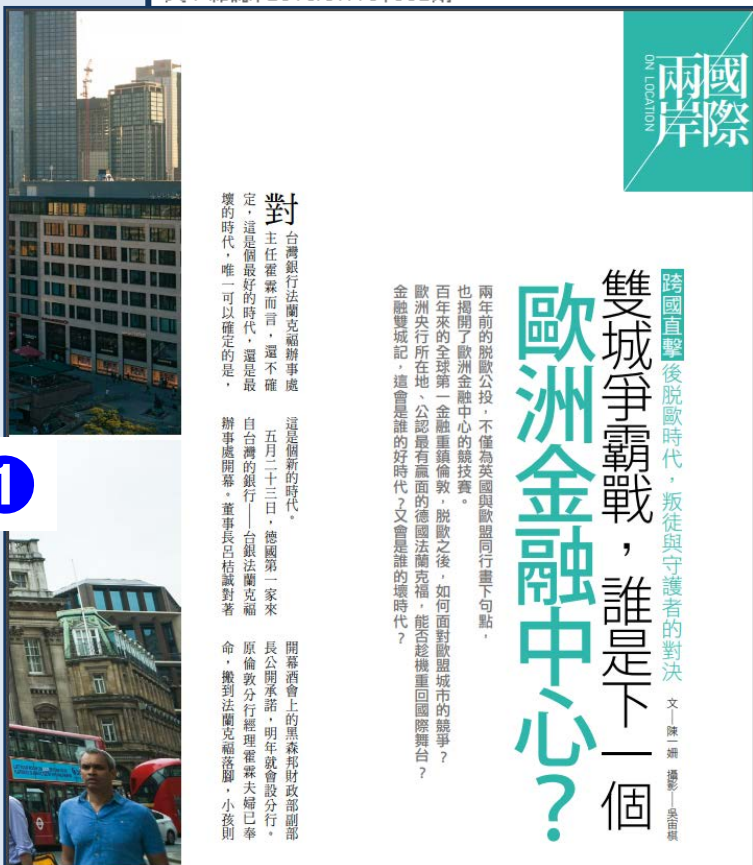 國際
兩岸
ON LOCATION
跨國直擊 後脫歐時代，叛徒與守護者的對決 文—陳一姍 攝影—吳宙棋
雙城爭霸戰，誰是下一個
歐洲金融中心？
兩年前的脫歐公投，不僅為英國與歐盟同行畫下句點，
也揭開了歐洲金融中心的競技賽。
百年來的全球第一金融重鎮倫敦，脫歐之後，如何面對歐盟城市的競爭？
歐洲央行所在地、公認最有贏面的德國法蘭克福，能否趁機重回國際舞台？
金融雙城記，這會是誰的好時代？又會是誰的壞時代？
對台灣銀行法蘭克福辦事處
主任霍霖而言，還不確
定，這是個最好的時代，還是最
壞的時代，唯一可以確定的是，
這是個新的時代。
五月二十三日，德國第一家來
自台灣的銀行——台銀法蘭克福
辦事處開幕。董事長呂桔誠對著
開幕酒會上的黑森邦財政部副部
長公開承諾，明年就會設分行。
原倫敦分行經理霍霖夫婦已奉
命，搬到法蘭克福落腳，小孩則
1